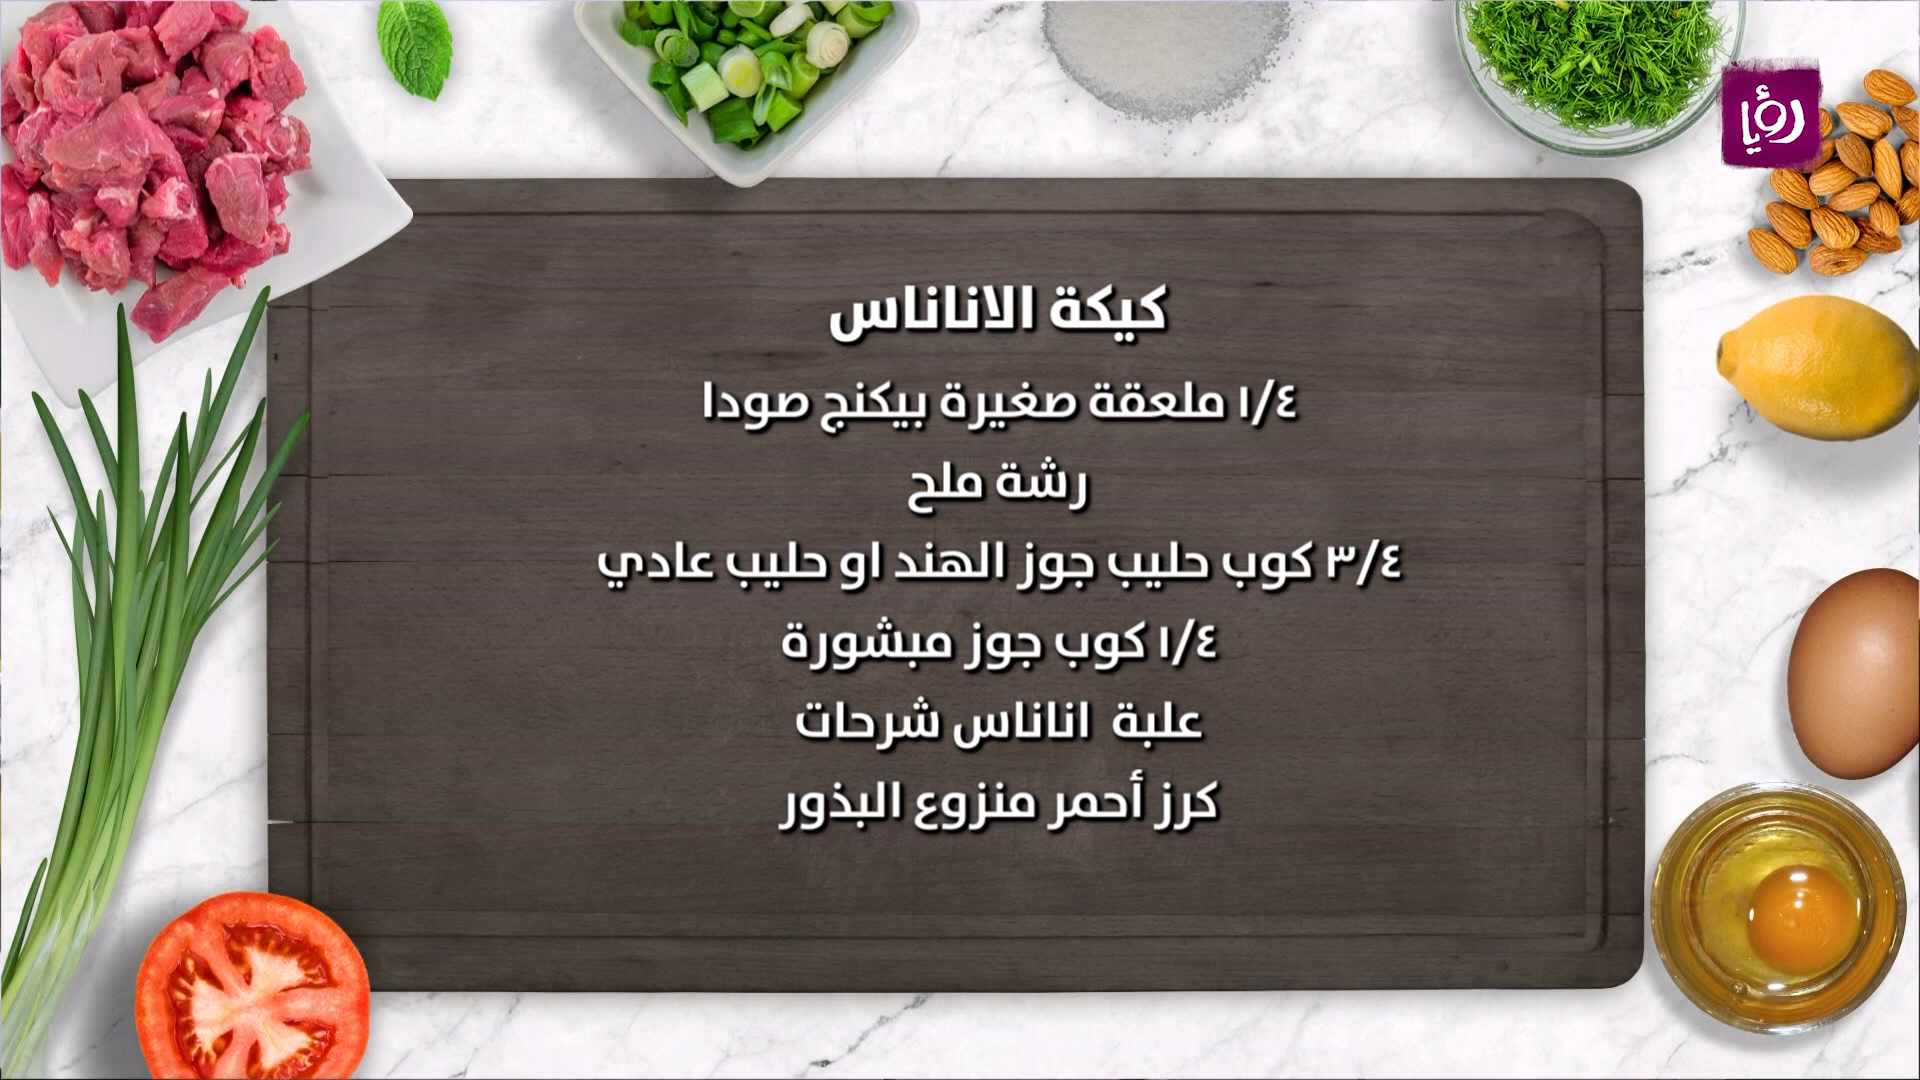 رؤيا
كيكة الاناناس
١/٤ ملعقة صغيرة بيكنج صودا
رشة ملح
٣/٤ كوب حليب جوز الهند او حليب عادي
١/٤ كوب جوز مبشورة
علبة اناناس شرحات
كرز أحمر منزوع البذور